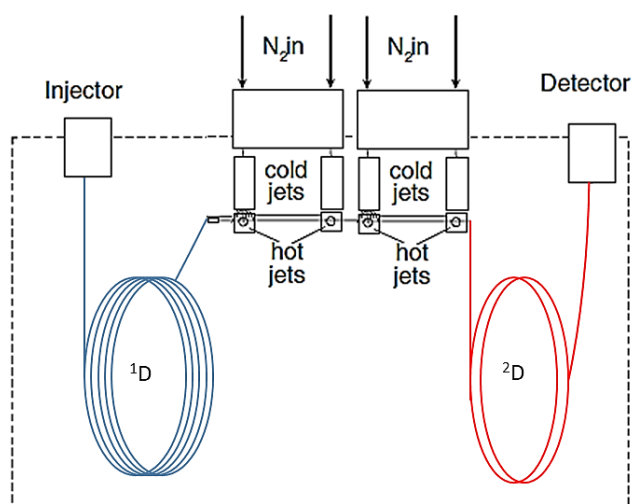 N₂in
N₂in
Injector
Detector
cold
jets
cold
jets
hot
jets
hot
jets
¹D
²D